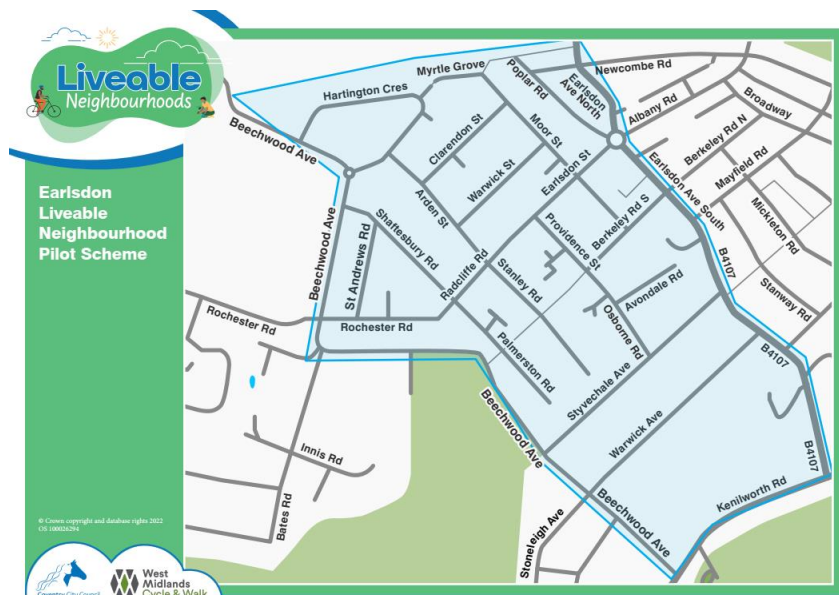 Liveable
Neighbourhoods
Earlsdon
Liveable
Neighbourhood
Pilot Scheme
© Crown copyright and database rights 2022
OS 100026294
Coventry City Council
West
Midlands
Cycle & Walk
Myrtle Grove
Hartington Cres
Beechwood Ave
Poplar Rd
Earlsdon
Ave North
Newcombe Rd
Albany Rd
Broadway
Clarendon St
Moor St
Berkeley Rd N
Warwick St
Earlsdon St
Mayfield Rd
Earlsdon Ave South
Mickleton Rd
Arden St
Shaftesbury Rd
Beechwood Ave
St Andrews Rd
Radcliffe Rd
Providence St
Berkeley Rd S
B4107
Stanley Rd
Avondale Rd
Stanway Rd
Rochester Rd
Rochester Rd
Osborne Rd
Palmerston Rd
Styvechale Ave
B4107
Beechwood Ave
Warwick Ave
Innis Rd
B4107
Bates Rd
Kenilworth Rd
Beechwood Ave
Stoneleigh Ave